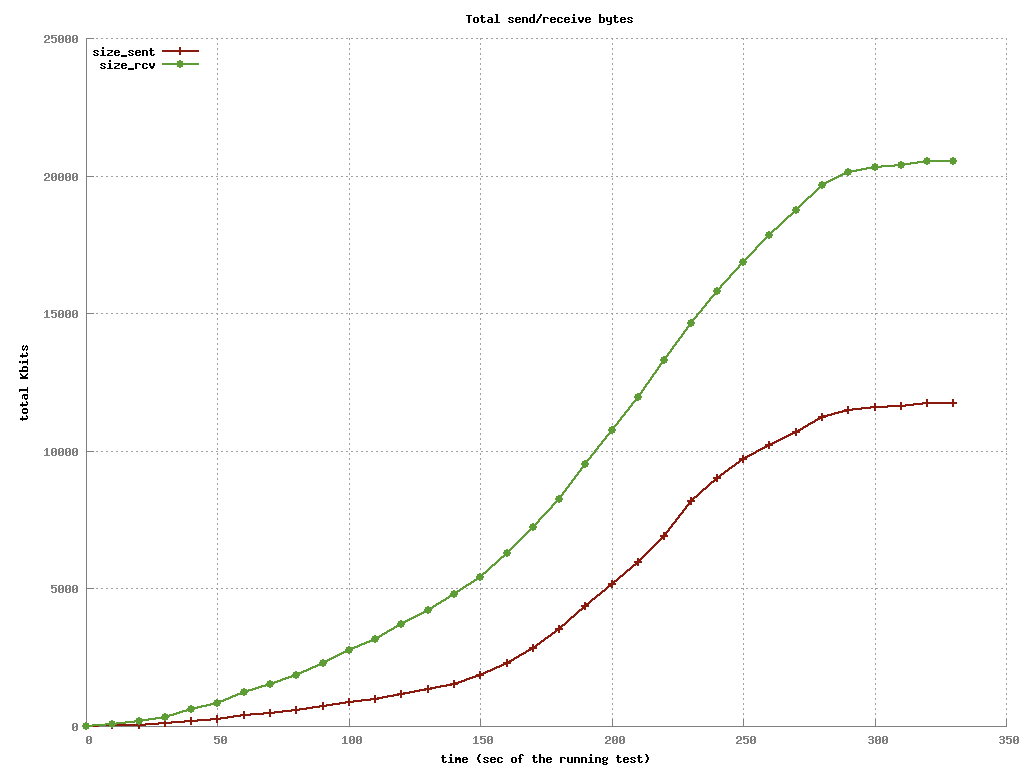 Total send/receive bytes
25000
size_sent
size_rcv
20000
15000
total Kbits
10000
5000
0
0 50 100 150 200 250 300 350
time (sec of the running test)